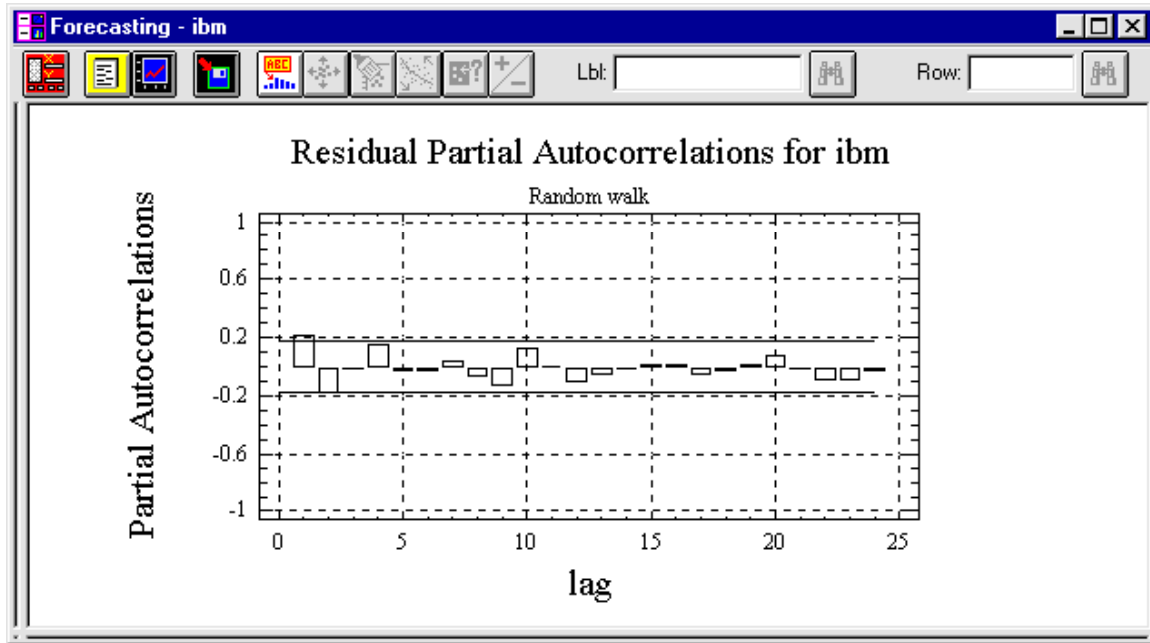 Forecasting - ibm
X
Y
ABC
?
+
Lbl:
Row:
Residual Partial Autocorrelations for ibm
Random walk
Partial Autocorrelations
1
0.6
0.2
-0.2
-0.6
-1
0
5
10
15
20
25
lag